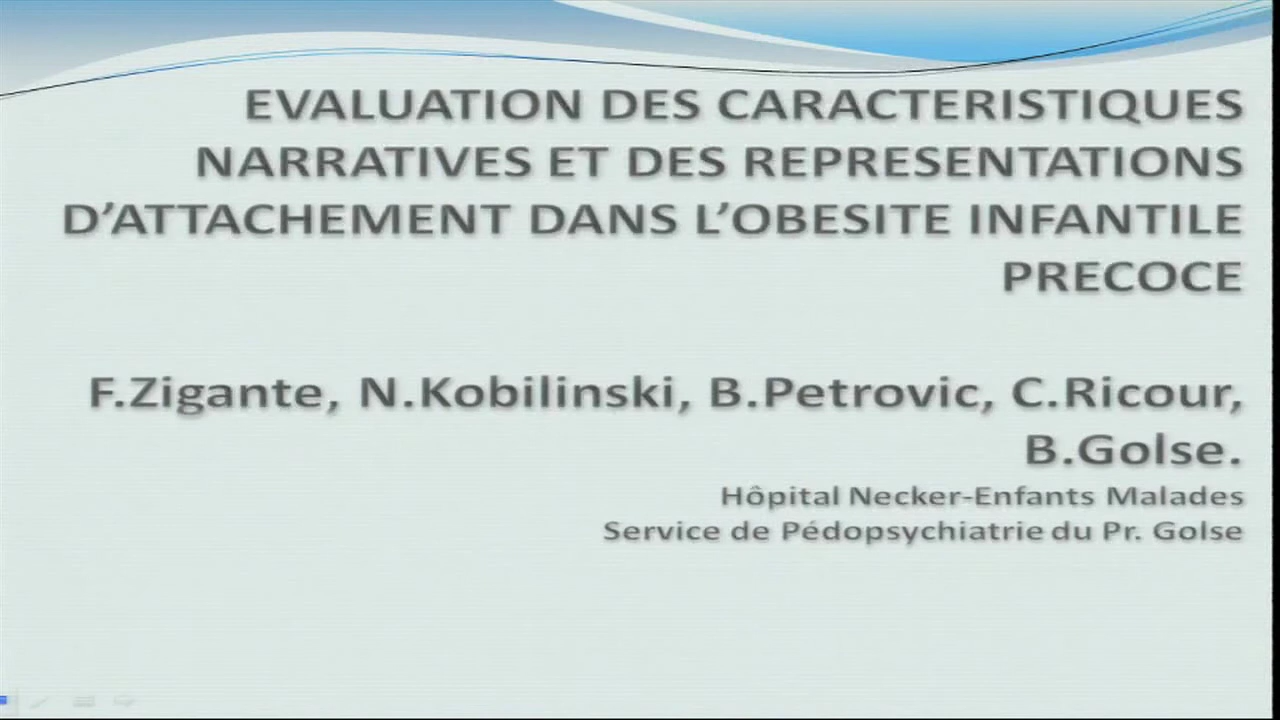 EVALUATION DES CARACTERISTIQUES
NARRATIVES ET DES REPRESENTATIONS
D’ATTACHEMENT DANS L’OBESITE INFANTILE
PRECOCE
F.Zigante, N.Kobilinski, B.Petrovic, C.Ricour,
B.Golse.
Hôpital Necker-Enfants Malades
Service de Pédopsychiatrie du Pr. Golse